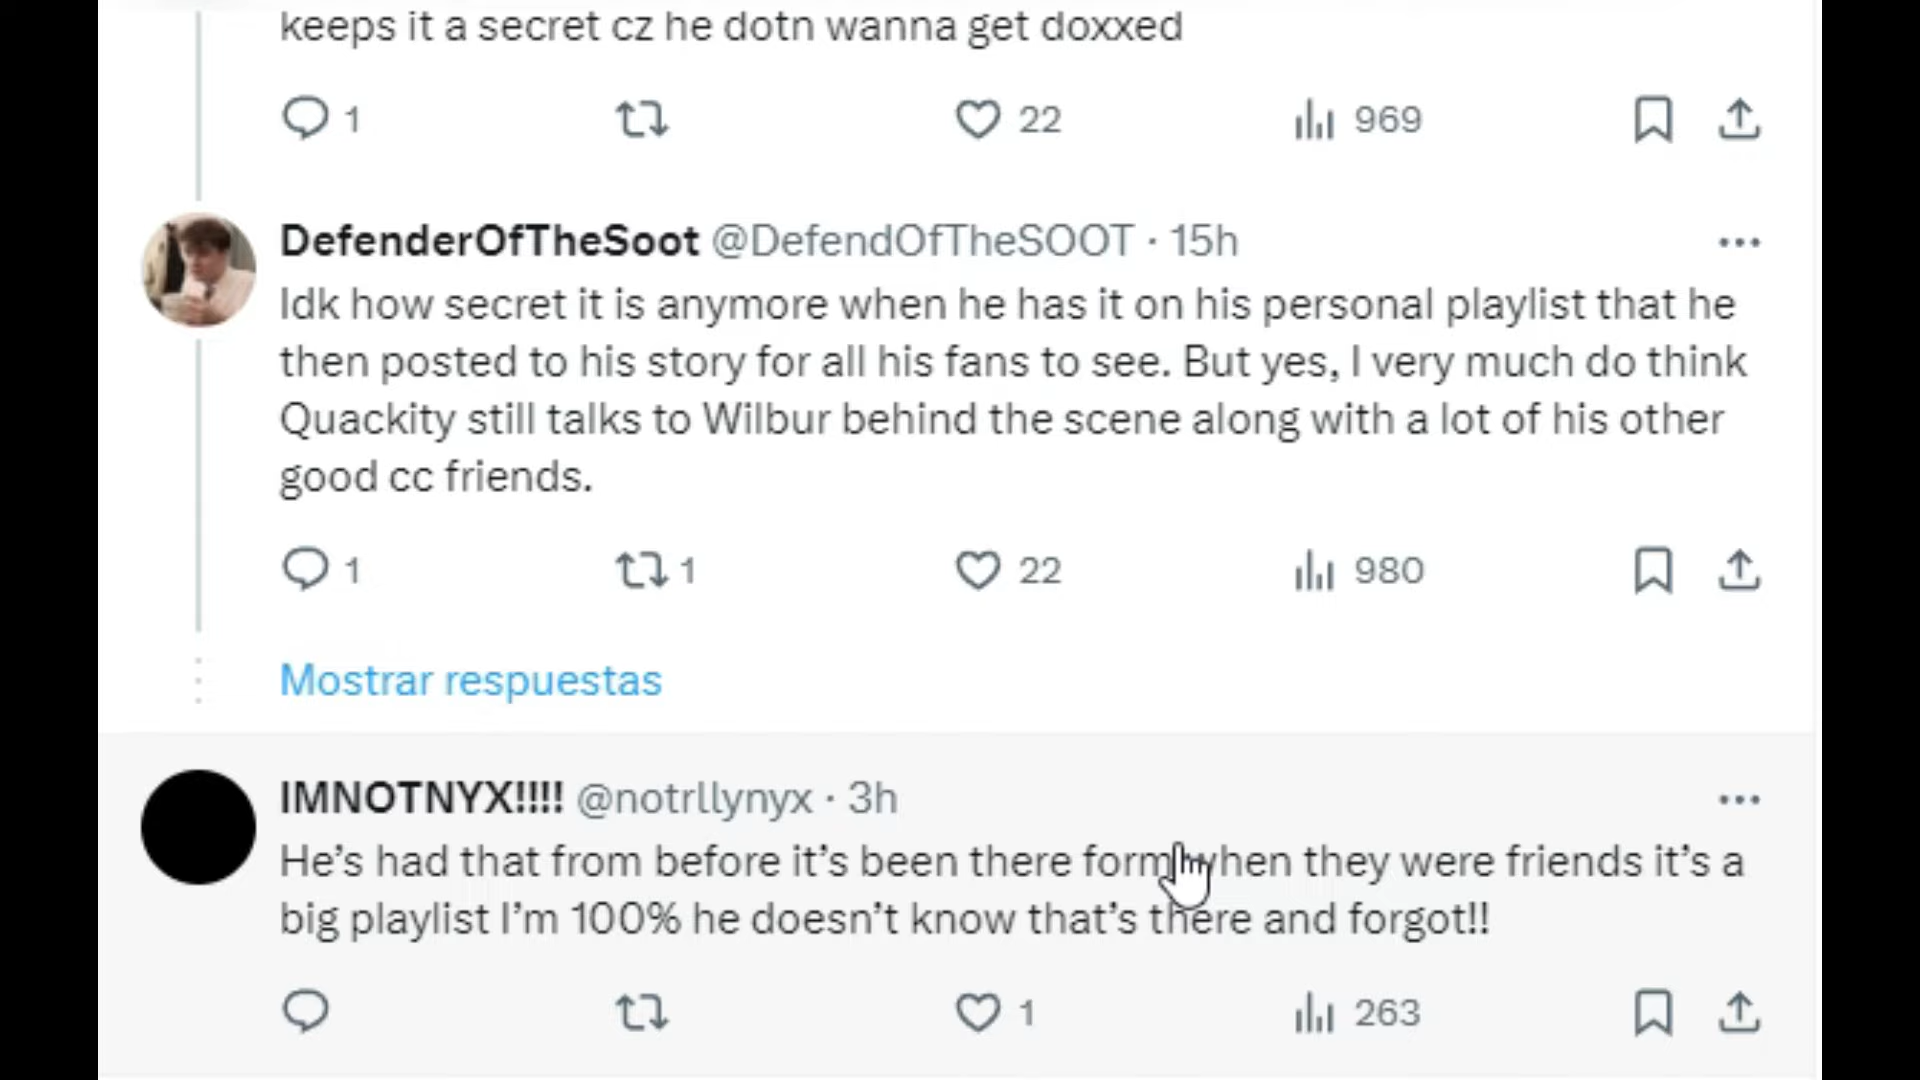 keeps it a secret cz he dotn wanna get doxxed
1 22 969
DefenderOfTheSoot @DefendOfTheSOOT · 15h
Idk how secret it is anymore when he has it on his personal playlist that he
then posted to his story for all his fans to see. But yes, I very much do think
Quackity still talks to Wilbur behind the scene along with a lot of his other
good cc friends.
1 1 22 980
Mostrar respuestas
IMNOTNYX!!!! @notrllynyx · 3h
He’s had that from before it’s been there form when they were friends it’s a
big playlist I’m 100% he doesn’t know that’s there and forgot!!
1 263